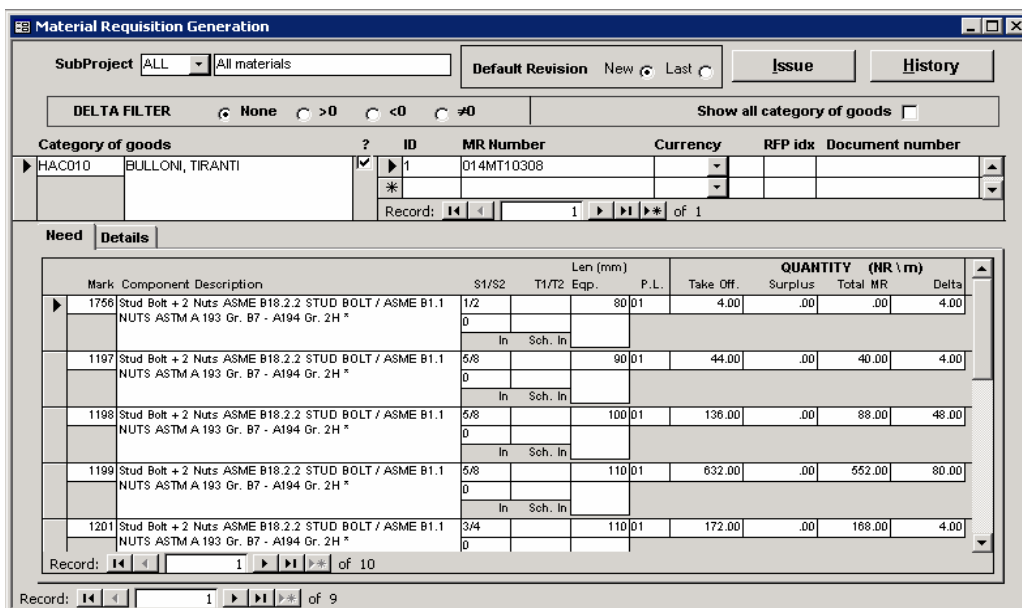 Material Requisition Generation
SubProject ALL All materials Default Revision New Last Issue History
DELTA FILTER None >0 <0 ≠0 Show all category of goods
Category of goods ? ID MR Number Currency RFP idx Document number
HAC010 BULLONI, TIRANTI 1 014MT10308
Record: 1 of 1
Need Details
Len (mm) QUANTITY (NR \ m)
Mark Component Description S1/S2 T1/T2 Eqp. P.L. Take Off. Surplus Total MR Delta
1756 Stud Bolt + 2 Nuts ASME B18.2.2 STUD BOLT / ASME B1.1 1/2 80 01 4.00 .00 .00 4.00
NUTS ASTM A 193 Gr. B7 - A194 Gr. 2H * 0
In Sch. In
1197 Stud Bolt + 2 Nuts ASME B18.2.2 STUD BOLT / ASME B1.1 5/8 90 01 44.00 .00 40.00 4.00
NUTS ASTM A 193 Gr. B7 - A194 Gr. 2H * 0
In Sch. In
1198 Stud Bolt + 2 Nuts ASME B18.2.2 STUD BOLT / ASME B1.1 5/8 100 01 136.00 .00 88.00 48.00
NUTS ASTM A 193 Gr. B7 - A194 Gr. 2H * 0
In Sch. In
1199 Stud Bolt + 2 Nuts ASME B18.2.2 STUD BOLT / ASME B1.1 5/8 110 01 632.00 .00 552.00 80.00
NUTS ASTM A 193 Gr. B7 - A194 Gr. 2H * 0
In Sch. In
1201 Stud Bolt + 2 Nuts ASME B18.2.2 STUD BOLT / ASME B1.1 3/4 110 01 172.00 .00 168.00 4.00
NUTS ASTM A 193 Gr. B7 - A194 Gr. 2H * 0
Record: 1 of 10
Record: 1 of 9